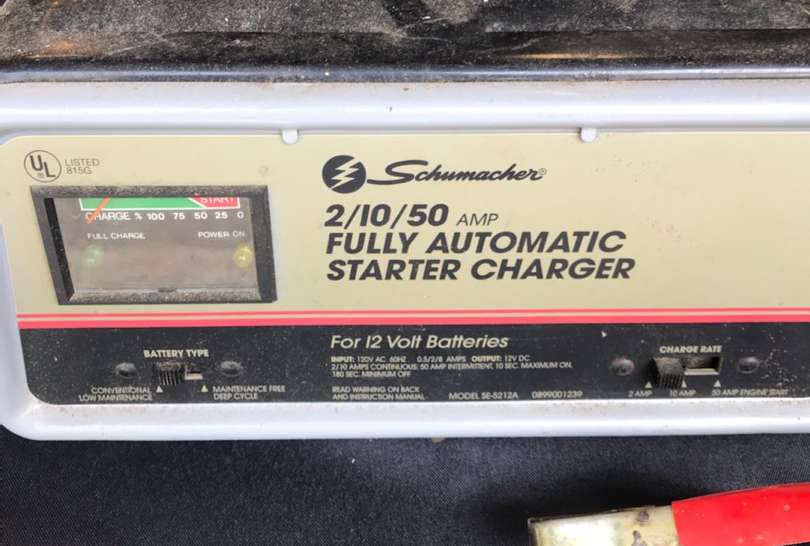 UL
®
LISTED
815G
Schumacher®
START
CHARGE % 100 75 50 25 0
FULL CHARGE POWER ON
2/10/50 AMP
FULLY AUTOMATIC
STARTER CHARGER
For 12 Volt Batteries
INPUT: 120V AC 60HZ 0.5/2/8 AMPS OUTPUT: 12V DC
2/10 AMPS CONTINUOUS: 50 AMP INTERMITTENT, 10 SEC. MAXIMUM ON,
180 SEC. MINIMUM OFF
READ WARNING ON BACK
AND INSTRUCTION MANUAL MODEL SE-5212A 0899001239
BATTERY TYPE
CONVENTIONAL
LOW MAINTENANCE
MAINTENANCE FREE
DEEP CYCLE
CHARGE RATE
2 AMP 10 AMP 50 AMP ENGINE START